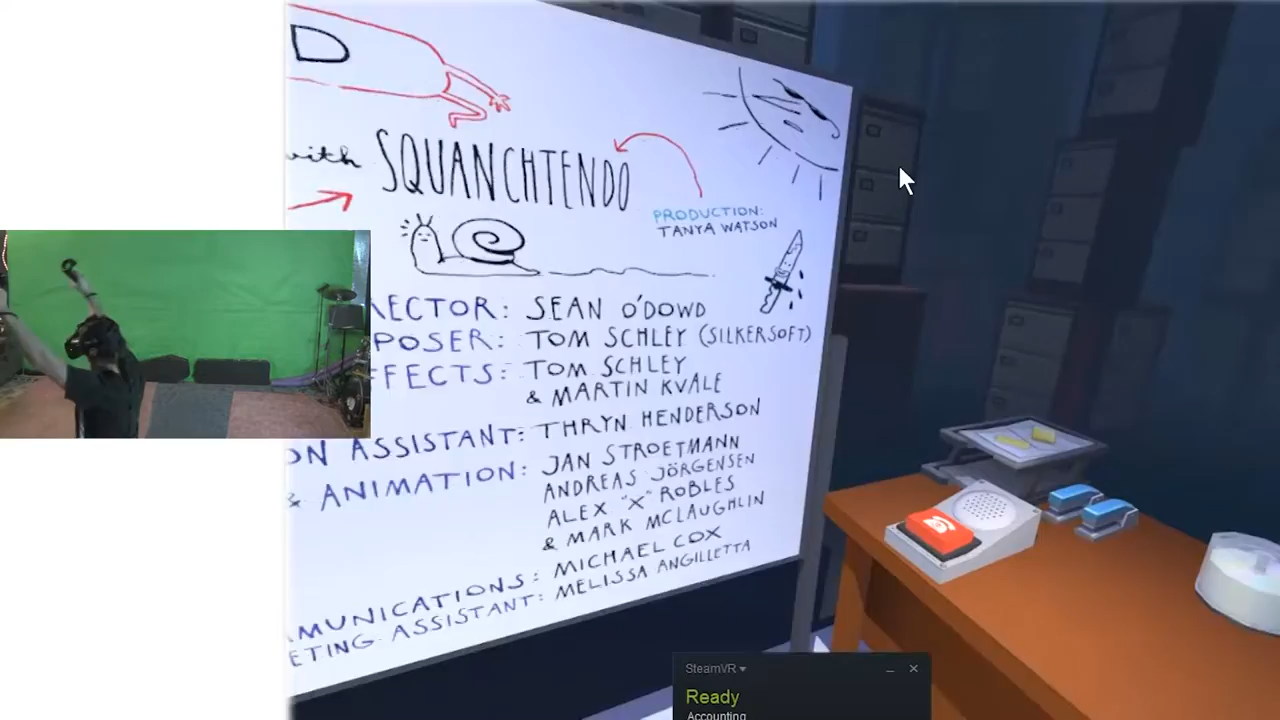 D
with SQUANCHTENDO
PRODUCTION:
TANYA WATSON
RECTOR: SEAN O'DOWD
POSER: TOM SCHLEY (SILKERSOFT)
FFECTS: TOM SCHLEY
& MARTIN KVALE
ON ASSISTANT: THRYN HENDERSON
& ANIMATION: JAN STROETMANN
ANDREAS JÖRGENSEN
ALEX "X" ROBLES
& MARK MCLAUGHLIN
MUNICATIONS: MICHAEL COX
ETING ASSISTANT: MELISSA ANGILLETTA
SteamVR
Ready
Accounting